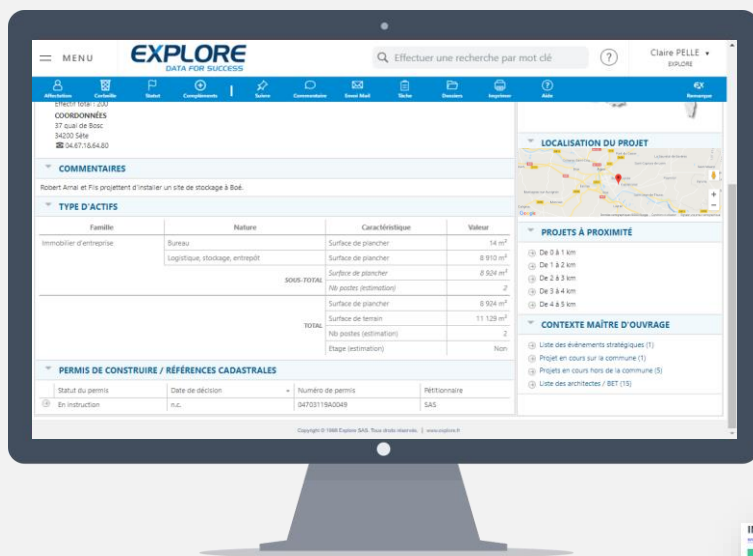 MENU
EXPLORE
DATA FOR SUCCESS
Effectuer une recherche par mot clé
?
Claire PELLE
EXPLORE
Affectation Corbeille Statut Compléments Suivre Commentaire Envoi Mail Tâche Dossiers Imprimer Aide Remarque
Effectif total : 200
COORDONNÉES
37 quai de Bosc
34200 Sète
04.67.18.64.80
COMMENTAIRES
Robert Arnal et Fils projettent d'installer un site de stockage à Boé.
TYPE D'ACTIFS
Famille Nature Caractéristique Valeur
Immobilier d'entreprise Bureau Surface de plancher 14 m²
Logistique, stockage, entrepôt Surface de plancher 8 910 m²
SOUS-TOTAL Surface de plancher 8 924 m²
Nb postes (estimation) 2
TOTAL Surface de plancher 8 924 m²
Surface de terrain 11 129 m²
Nb postes (estimation) 2
Étage (estimation) Non
PERMIS DE CONSTRUIRE / RÉFÉRENCES CADASTRALES
Statut du permis Date de décision Numéro de permis Pétitionnaire
En instruction n.c. 04703119A0049 SAS
LOCALISATION DU PROJET
Google
PROJETS À PROXIMITÉ
De 0 à 1 km
De 1 à 2 km
De 2 à 3 km
De 3 à 4 km
De 4 à 5 km
CONTEXTE MAÎTRE D'OUVRAGE
Liste des événements stratégiques (1)
Projet en cours sur la commune (1)
Projets en cours hors de la commune (5)
Liste des architectes / BET (15)
Copyright © 1998 Explore SAS. Tous droits réservés. | www.explore.fr